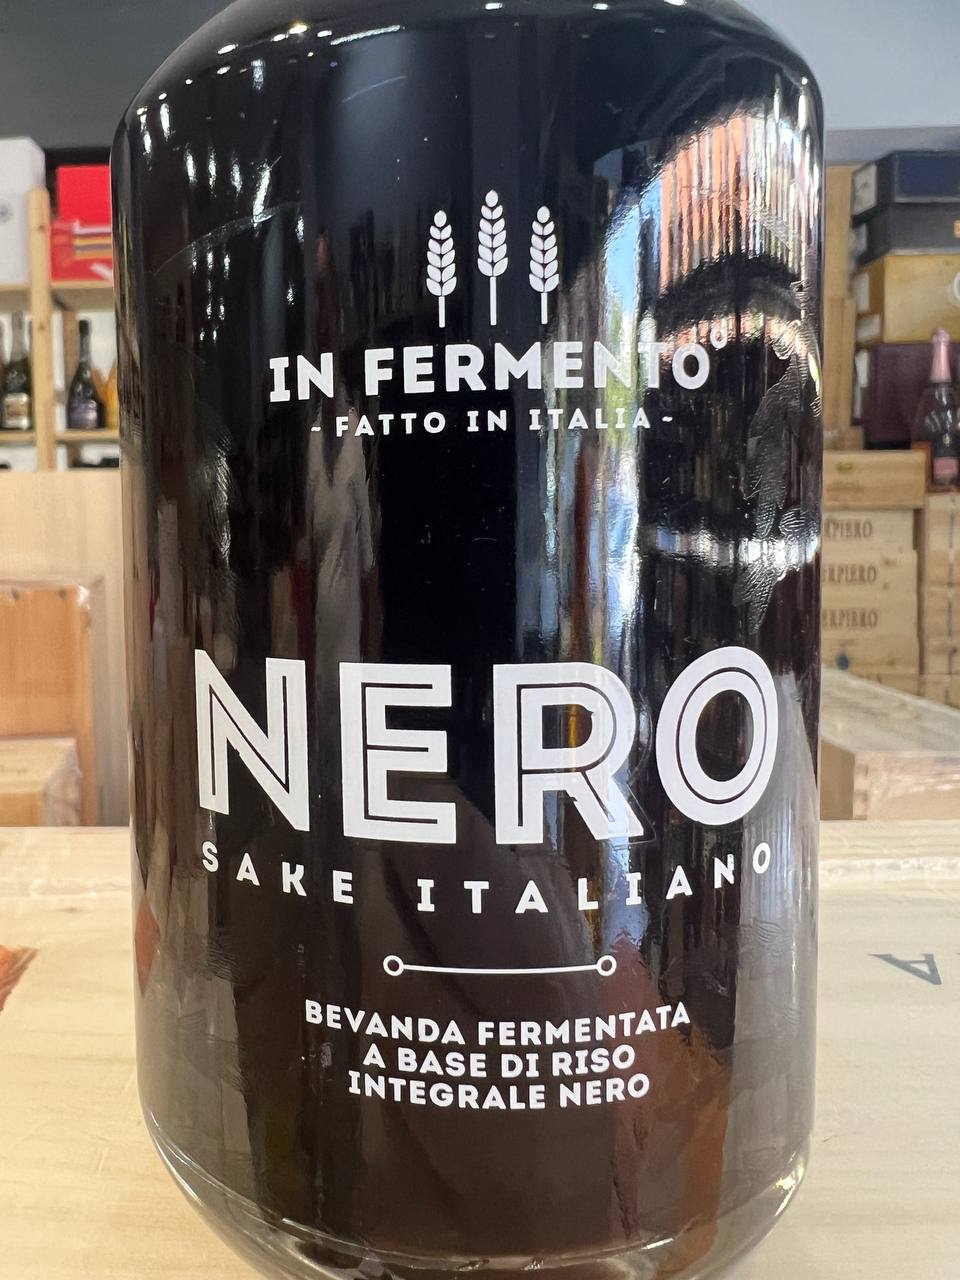 IN FERMENTO
- FATTO IN ITALIA -
NERO
SAKE ITALIANO
BEVANDA FERMENTATA
A BASE DI RISO
INTEGRALE NERO